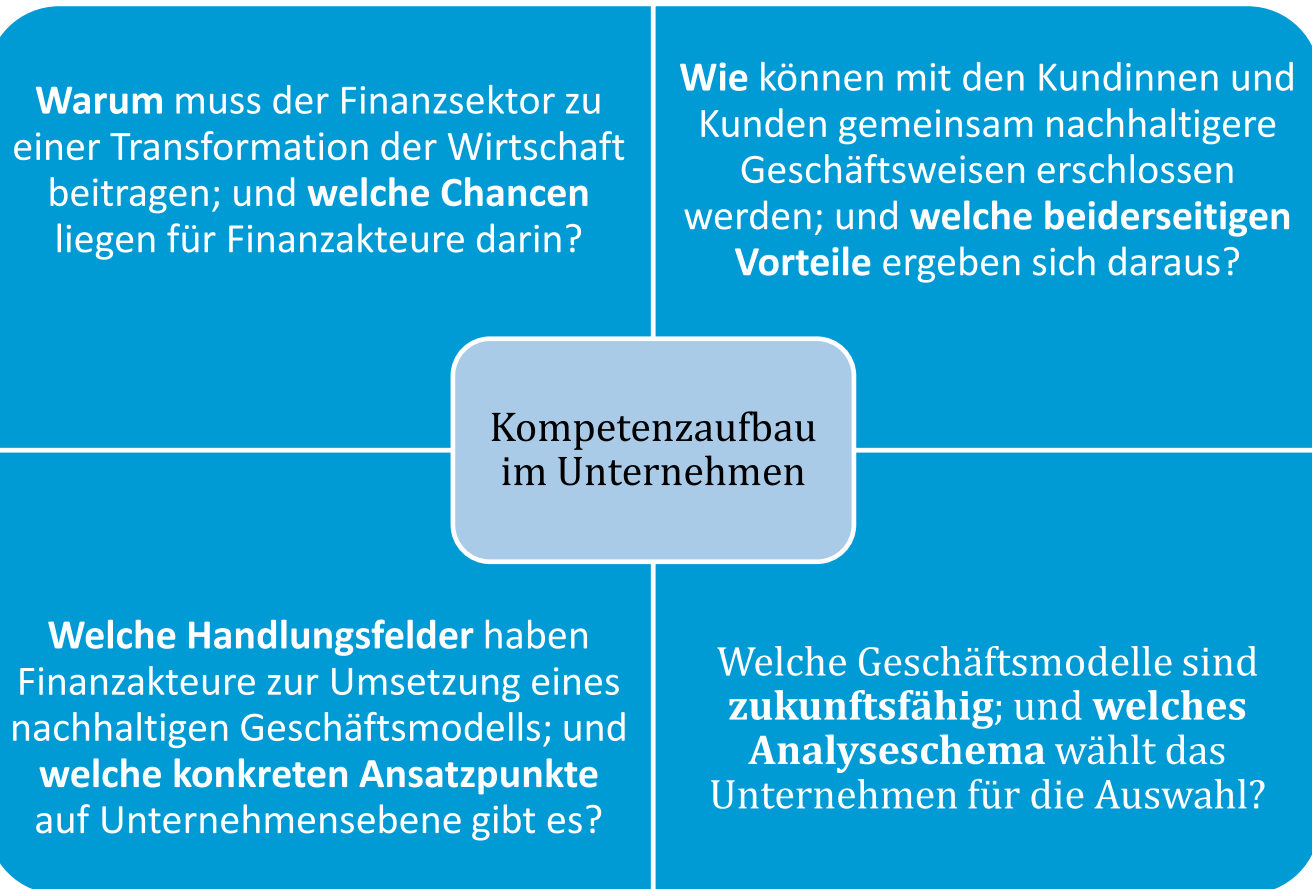 Warum muss der Finanzsektor zu
einer Transformation der Wirtschaft
beitragen; und welche Chancen
liegen für Finanzakteure darin?
Wie können mit den Kundinnen und
Kunden gemeinsam nachhaltigere
Geschäftsweisen erschlossen
werden; und welche beiderseitigen
Vorteile ergeben sich daraus?
Kompetenzaufbau
im Unternehmen
Welche Handlungsfelder haben
Finanzakteure zur Umsetzung eines
nachhaltigen Geschäftsmodells; und
welche konkreten Ansatzpunkte
auf Unternehmensebene gibt es?
Welche Geschäftsmodelle sind
zukunftsfähig; und welches
Analyseschema wählt das
Unternehmen für die Auswahl?